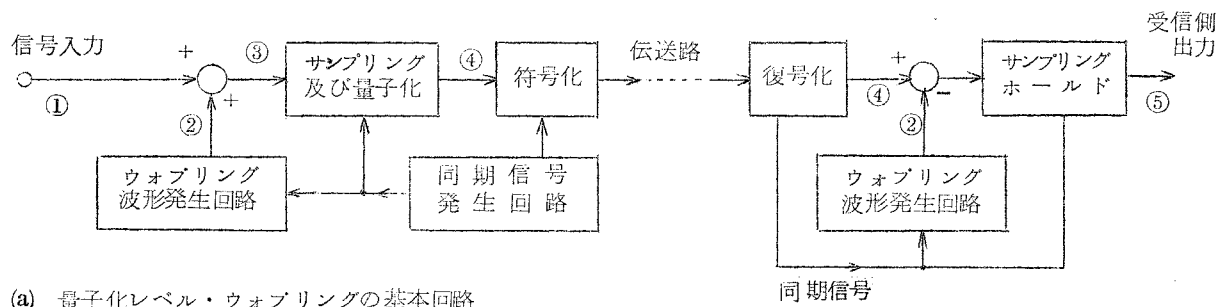 信号入力
①
+
+
③
②
サンプリング
及び量子化
④
符号化
伝送路
復号化
+
④
−
②
サンプリング
ホールド
受信側
出力
⑤
ウォブリング
波形発生回路
同期信号
発生回路
ウォブリング
波形発生回路
同期信号
(a) 量子化レベル・ウォブリングの基本回路